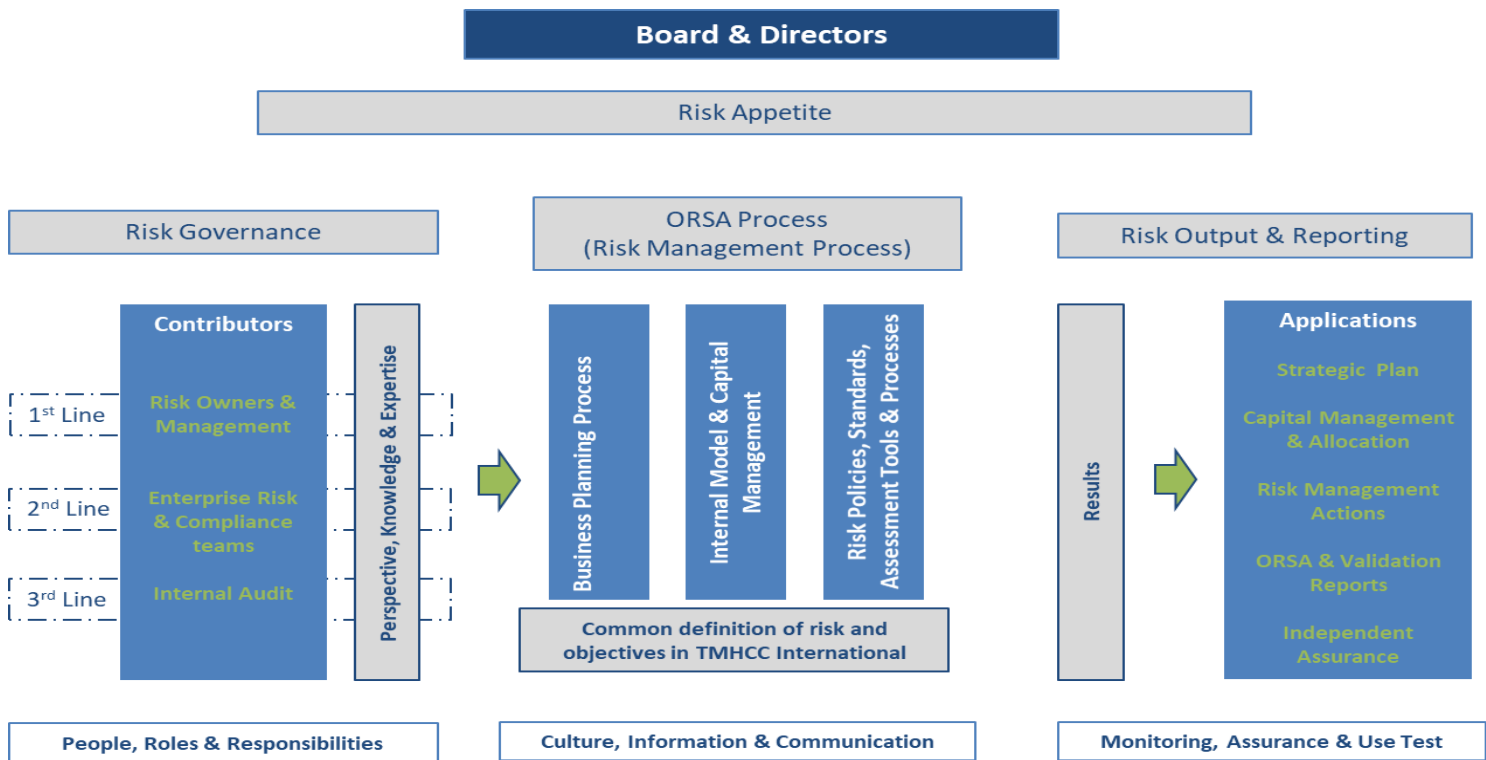 Board & Directors
Risk Appetite
Risk Governance
ORSA Process
(Risk Management Process)
Risk Output & Reporting
Contributors
1st Line
Risk Owners &
Management
2nd Line
Enterprise Risk
& Compliance
teams
3rd Line
Internal Audit
Perspective, Knowledge & Expertise
Business Planning Process
Internal Model & Capital
Management
Risk Policies, Standards,
Assessment Tools & Processes
Common definition of risk and
objectives in TMHCC International
Results
Applications
Strategic Plan
Capital Management
& Allocation
Risk Management
Actions
ORSA & Validation
Reports
Independent
Assurance
People, Roles & Responsibilities
Culture, Information & Communication
Monitoring, Assurance & Use Test